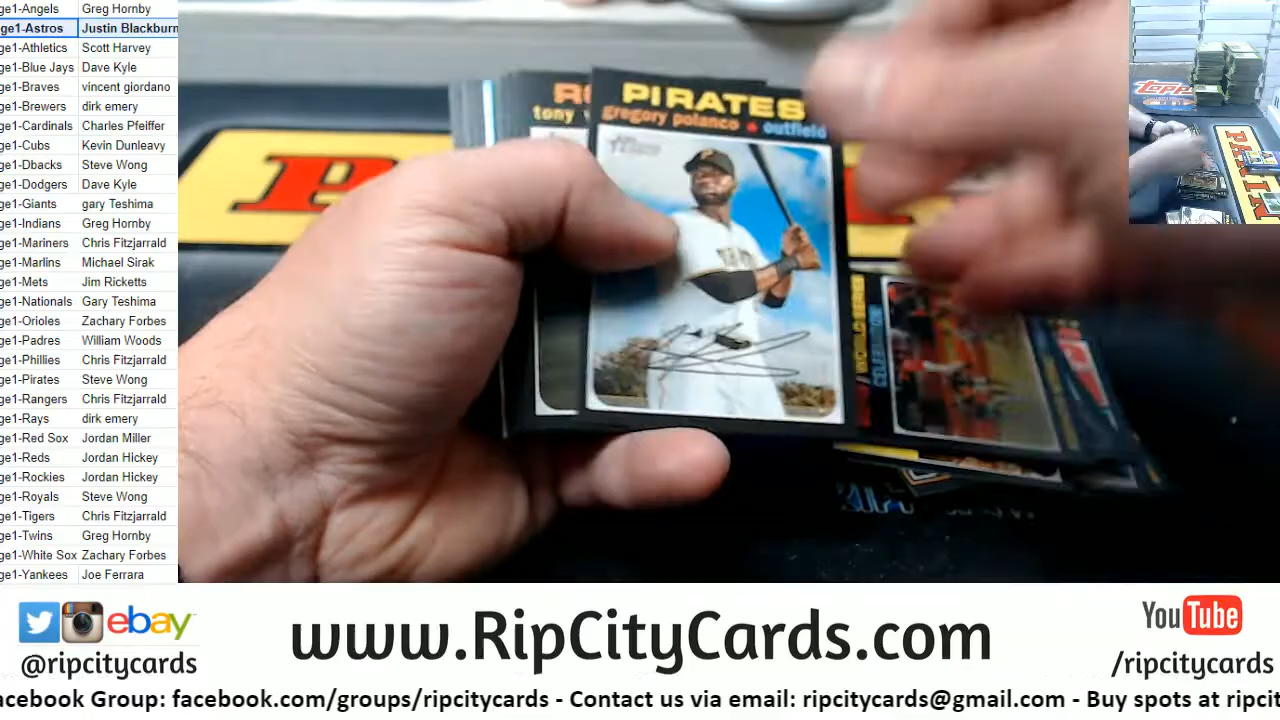 ge1-Angels Greg Hornby
ge1-Astros Justin Blackburn
ge1-Athletics Scott Harvey
ge1-Blue Jays Dave Kyle
ge1-Braves vincent giordano
ge1-Brewers dirk emery
ge1-Cardinals Charles Pfeiffer
ge1-Cubs Kevin Dunleavy
ge1-Dbacks Steve Wong
ge1-Dodgers Dave Kyle
ge1-Giants gary Teshima
ge1-Indians Greg Hornby
ge1-Mariners Chris Fitzjarrald
ge1-Marlins Michael Sirak
ge1-Mets Jim Ricketts
ge1-Nationals Gary Teshima
ge1-Orioles Zachary Forbes
ge1-Padres William Woods
ge1-Phillies Chris Fitzjarrald
ge1-Pirates Steve Wong
ge1-Rangers Chris Fitzjarrald
ge1-Rays dirk emery
ge1-Red Sox Jordan Miller
ge1-Reds Jordan Hickey
ge1-Rockies Jordan Hickey
ge1-Royals Steve Wong
ge1-Tigers Chris Fitzjarrald
ge1-Twins Greg Hornby
ge1-White Sox Zachary Forbes
ge1-Yankees Joe Ferrara
tony
PIRATES
gregory polanco • outfield
Heritage
WORLD SERIES
topps
ebay
@ripcitycards
www.RipCityCards.com
YouTube
/ripcitycards
acebook Group: facebook.com/groups/ripcitycards - Contact us via email: ripcitycards@gmail.com - Buy spots at ripcit